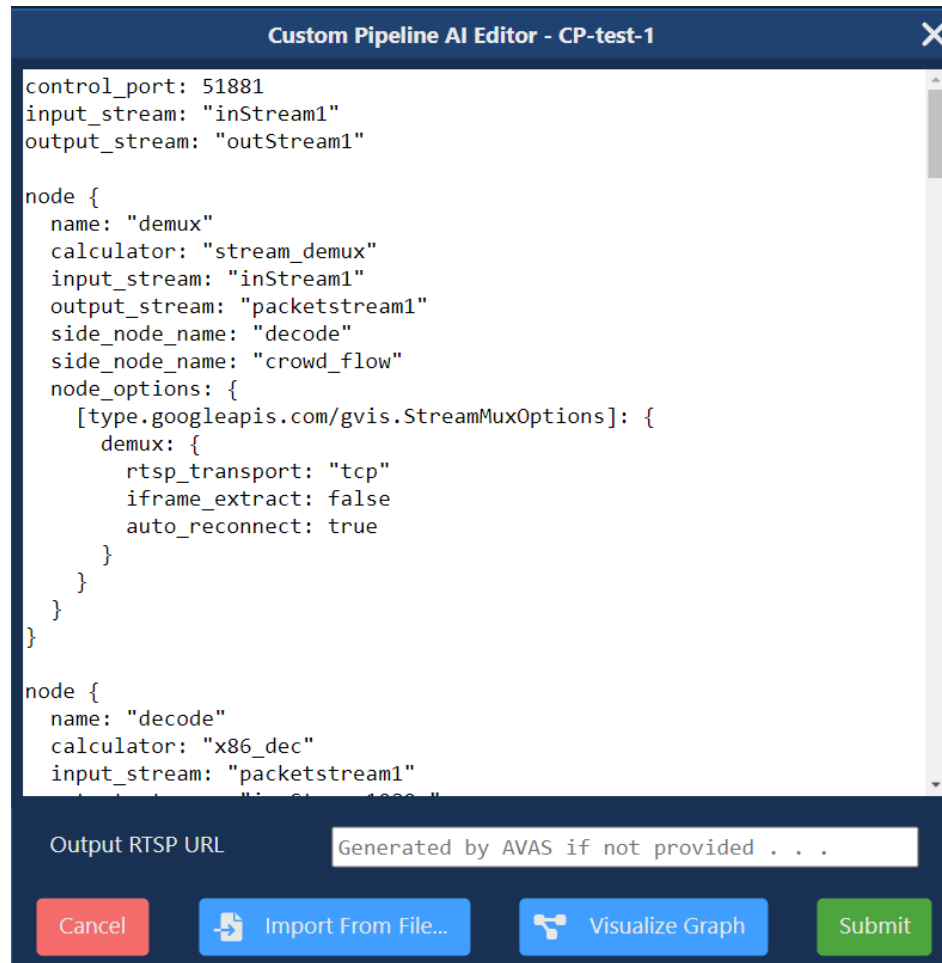 Custom Pipeline AI Editor - CP-test-1
control_port: 51881
input_stream: "inStream1"
output_stream: "outStream1"
node {
  name: "demux"
  calculator: "stream_demux"
  input_stream: "inStream1"
  output_stream: "packetstream1"
  side_node_name: "decode"
  side_node_name: "crowd_flow"
  node_options: {
    [type.googleapis.com/gvis.StreamMuxOptions]: {
      demux: {
        rtsp_transport: "tcp"
        iframe_extract: false
        auto_reconnect: true
      }
    }
  }
}
node {
  name: "decode"
  calculator: "x86_dec"
  input_stream: "packetstream1"
Output RTSP URL
Generated by AVAS if not provided . . .
Cancel
Import From File...
Visualize Graph
Submit